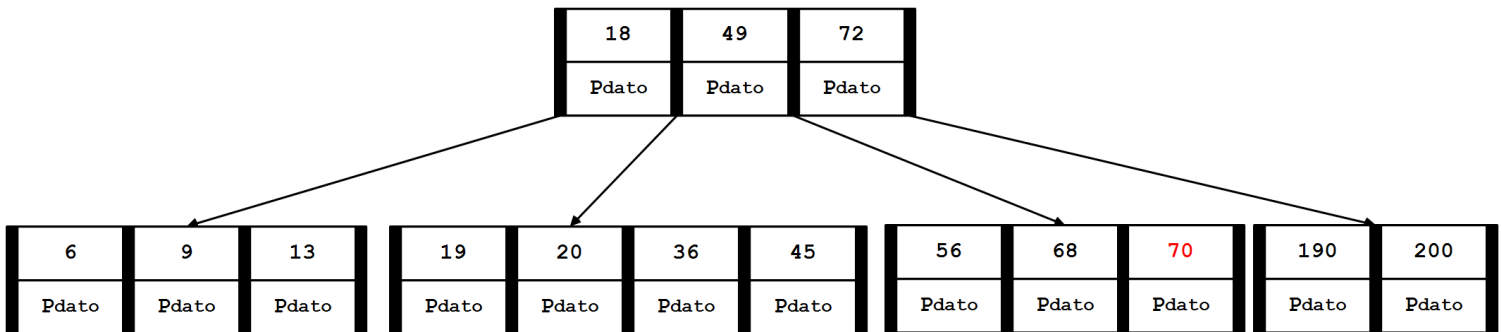 18 49 72
Pdato Pdato Pdato
6 9 13 19 20 36 45 56 68 70 190 200
Pdato Pdato Pdato Pdato Pdato Pdato Pdato Pdato Pdato Pdato Pdato Pdato